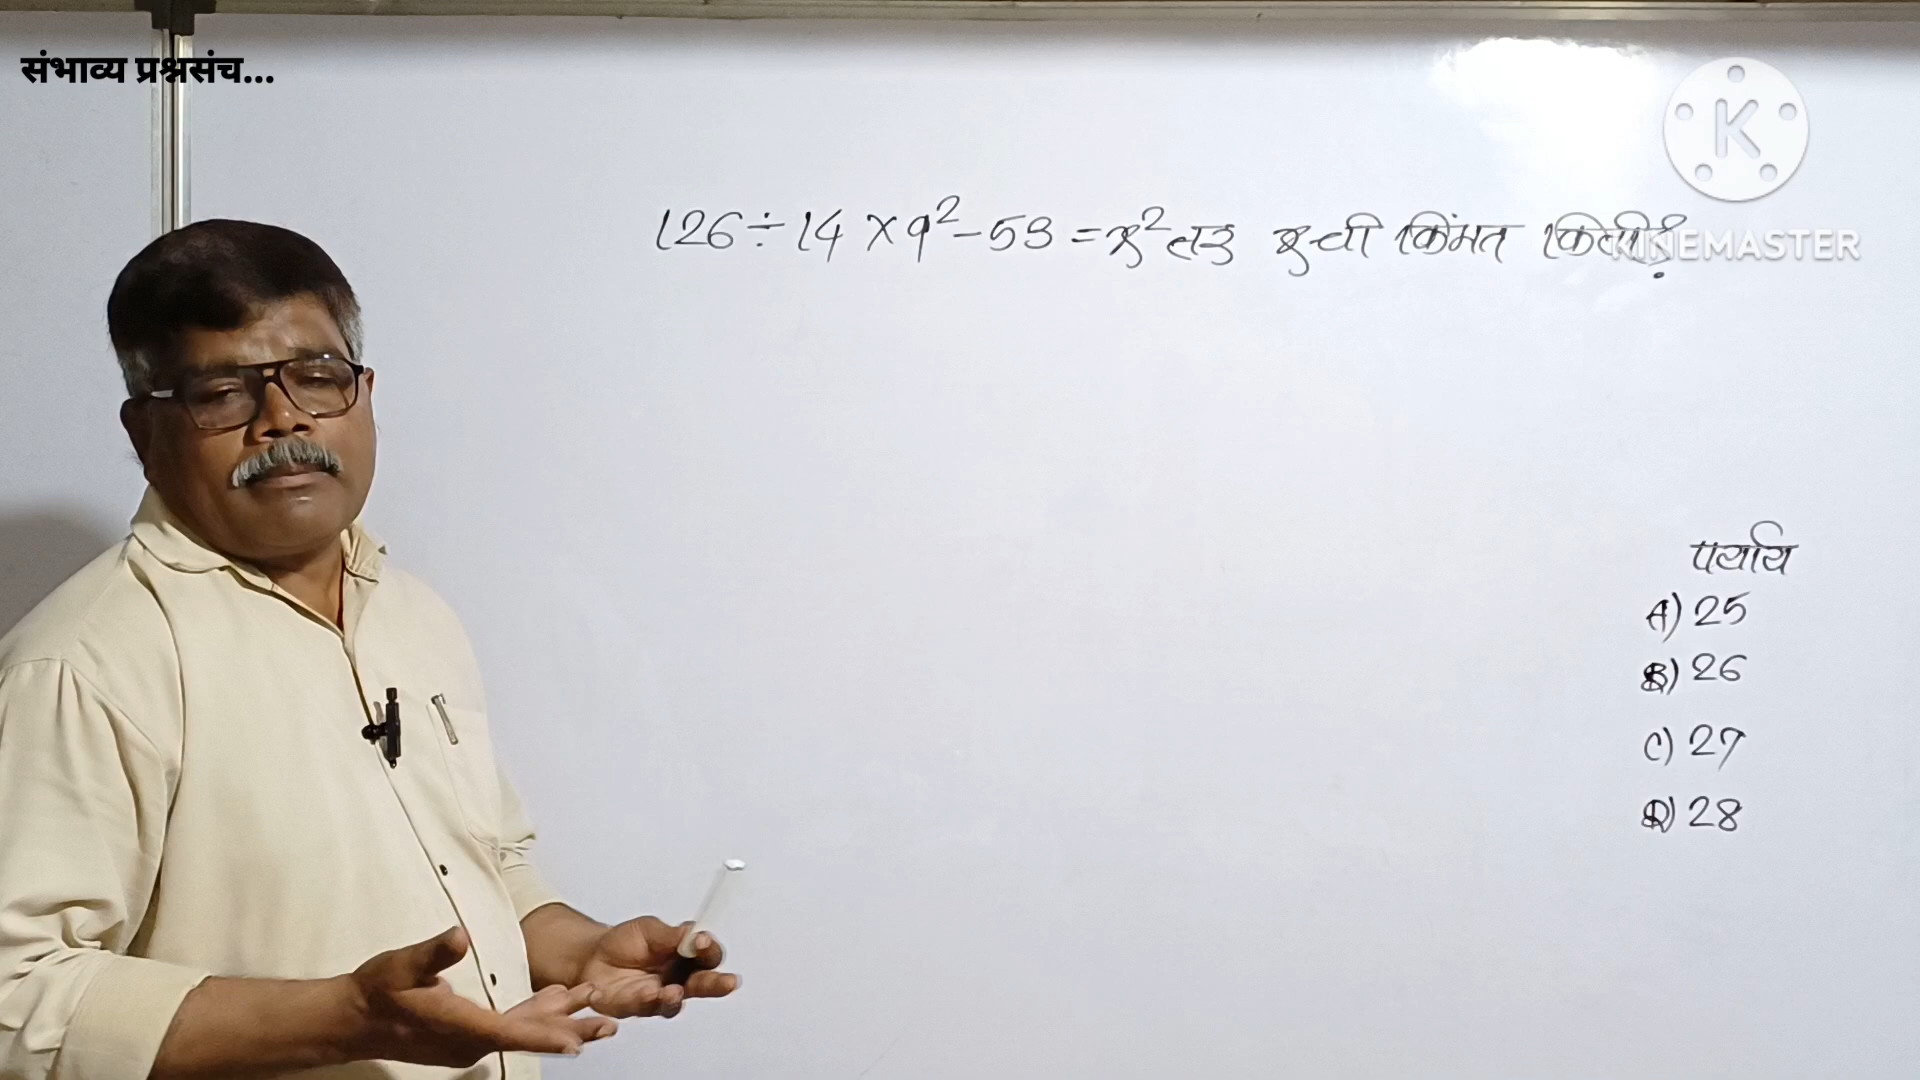 संभाव्य प्रश्नसंच...
K
KINEMASTER
126 ÷ 14 × 9² - 53 = x² तर x ची किंमत किती?
पर्याय
A) 25
B) 26
C) 27
D) 28